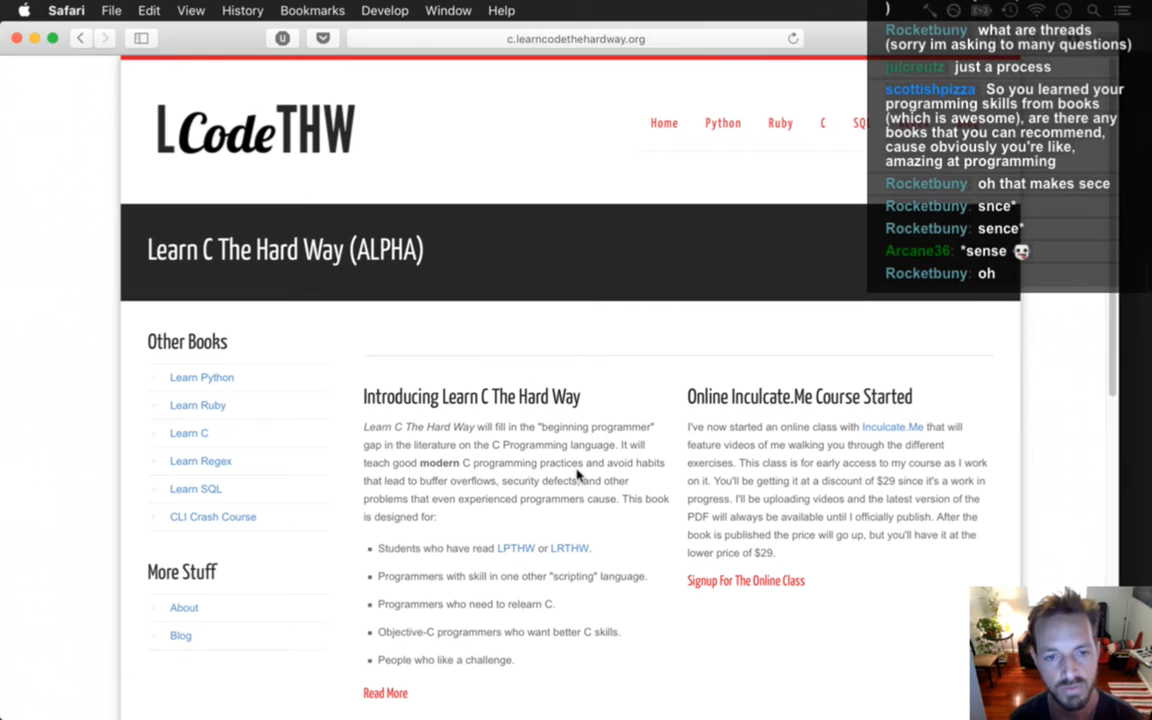 Safari File Edit View History Bookmarks Develop Window Help
c.learncodethehardway.org
LCodeTHW
Home Python Ruby C SQ
)
Rocketbuny what are threads
(sorry im asking to many questions)
julcreutz just a process
scottishpizza So you learned your
programming skills from books
(which is awesome), are there any
books that you can recommend,
cause obviously you're like,
amazing at programming
Rocketbuny oh that makes sece
Rocketbuny: snce*
Rocketbuny: sence*
Arcane36: *sense
Rocketbuny: oh
Learn C The Hard Way (ALPHA)
Other Books
Learn Python
Learn Ruby
Learn C
Learn Regex
Learn SQL
CLI Crash Course
More Stuff
About
Blog
Introducing Learn C The Hard Way
Learn C The Hard Way will fill in the "beginning programmer"
gap in the literature on the C Programming language. It will
teach good modern C programming practices and avoid habits
that lead to buffer overflows, security defects, and other
problems that even experienced programmers cause. This book
is designed for:
Students who have read LPTHW or LRTHW.
Programmers with skill in one other "scripting" language.
Programmers who need to relearn C.
Objective-C programmers who want better C skills.
People who like a challenge.
Read More
Online Inculcate.Me Course Started
I've now started an online class with Inculcate.Me that will
feature videos of me walking you through the different
exercises. This class is for early access to my course as I work
on it. You'll be getting it at a discount of $29 since it's a work in
progress. I'll be uploading videos and the latest version of the
PDF will always be available until I officially publish. After the
book is published the price will go up, but you'll have it at the
lower price of $29.
Signup For The Online Class